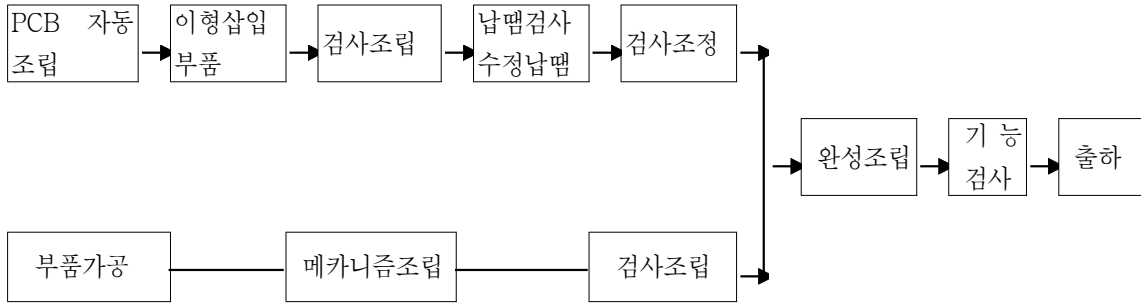 PCB 자동
조립
이형삽입
부품
검사조립
납땜검사
수정납땜
검사조정
완성조립
기 능
검사
출하
부품가공
메카니즘조립
검사조립